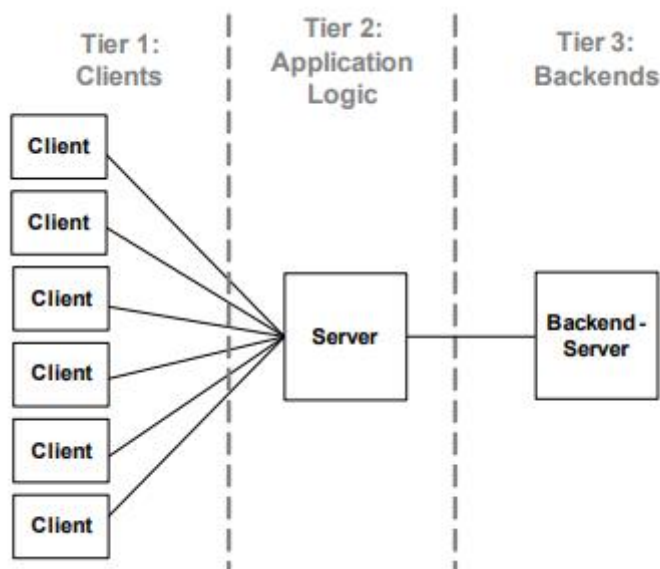 Tier 1:
Clients
Tier 2:
Application
Logic
Tier 3:
Backends
Client
Client
Client
Client
Client
Client
Server
Backend-
Server